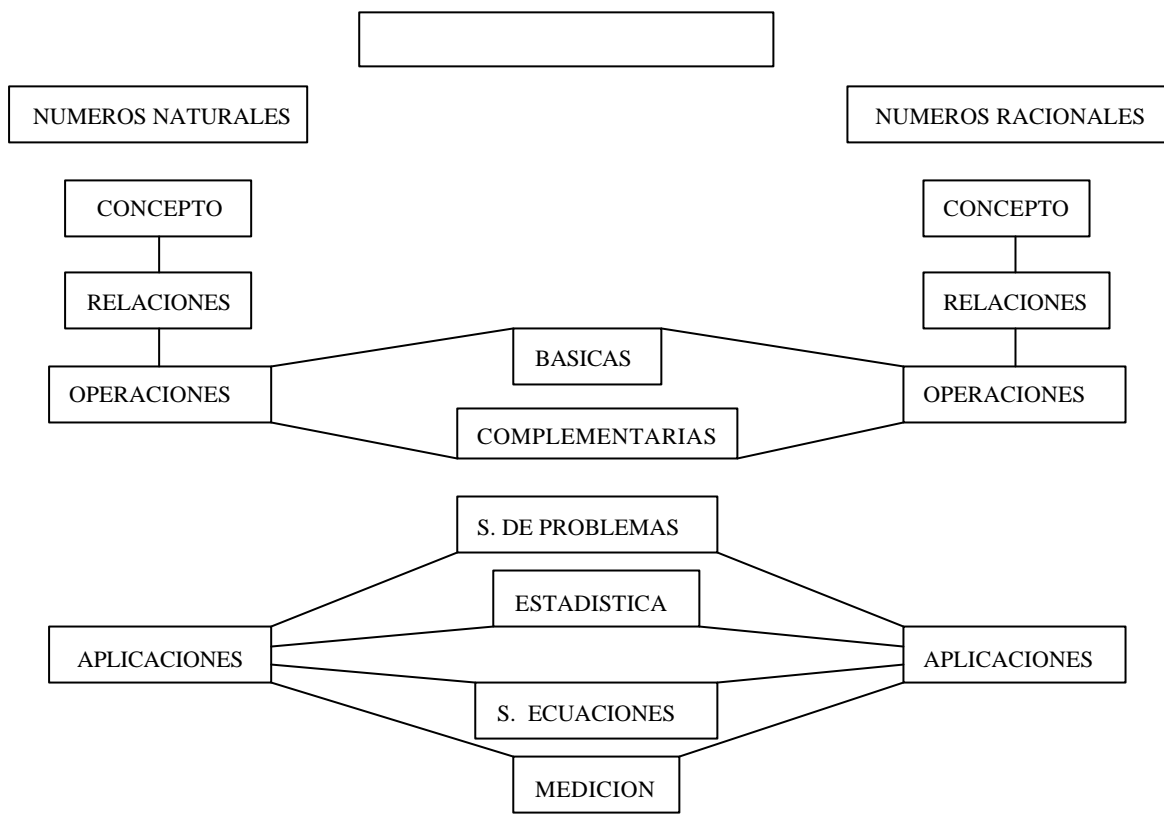 NUMEROS NATURALES
NUMEROS RACIONALES
CONCEPTO
CONCEPTO
RELACIONES
RELACIONES
BASICAS
OPERACIONES
OPERACIONES
COMPLEMENTARIAS
S. DE PROBLEMAS
ESTADISTICA
APLICACIONES
APLICACIONES
S. ECUACIONES
MEDICION